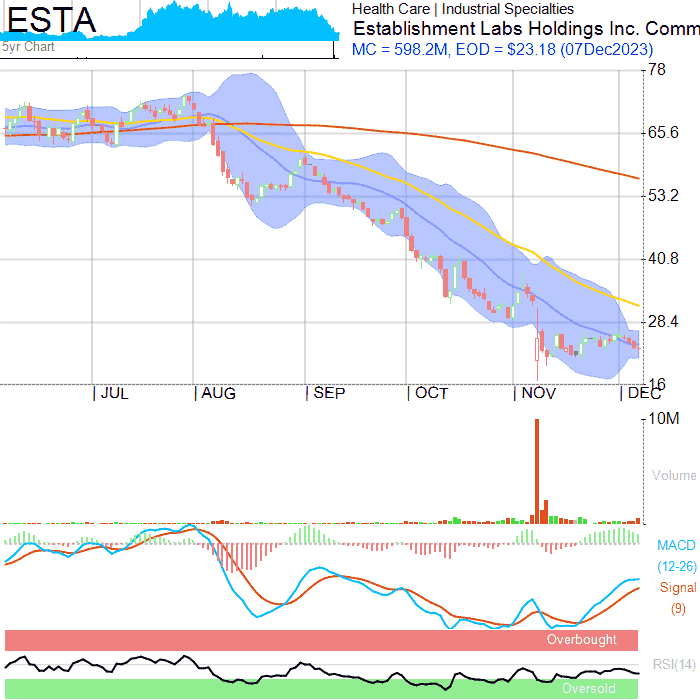 ESTA
5yr Chart
Health Care | Industrial Specialties
Establishment Labs Holdings Inc. Comm
MC = 598.2M, EOD = $23.18 (07Dec2023)
78
65.6
53.2
40.8
28.4
16
JUL AUG SEP OCT NOV DEC
10M
Volume
MACD
(12-26)
Signal
(9)
Overbought
RSI(14)
Oversold